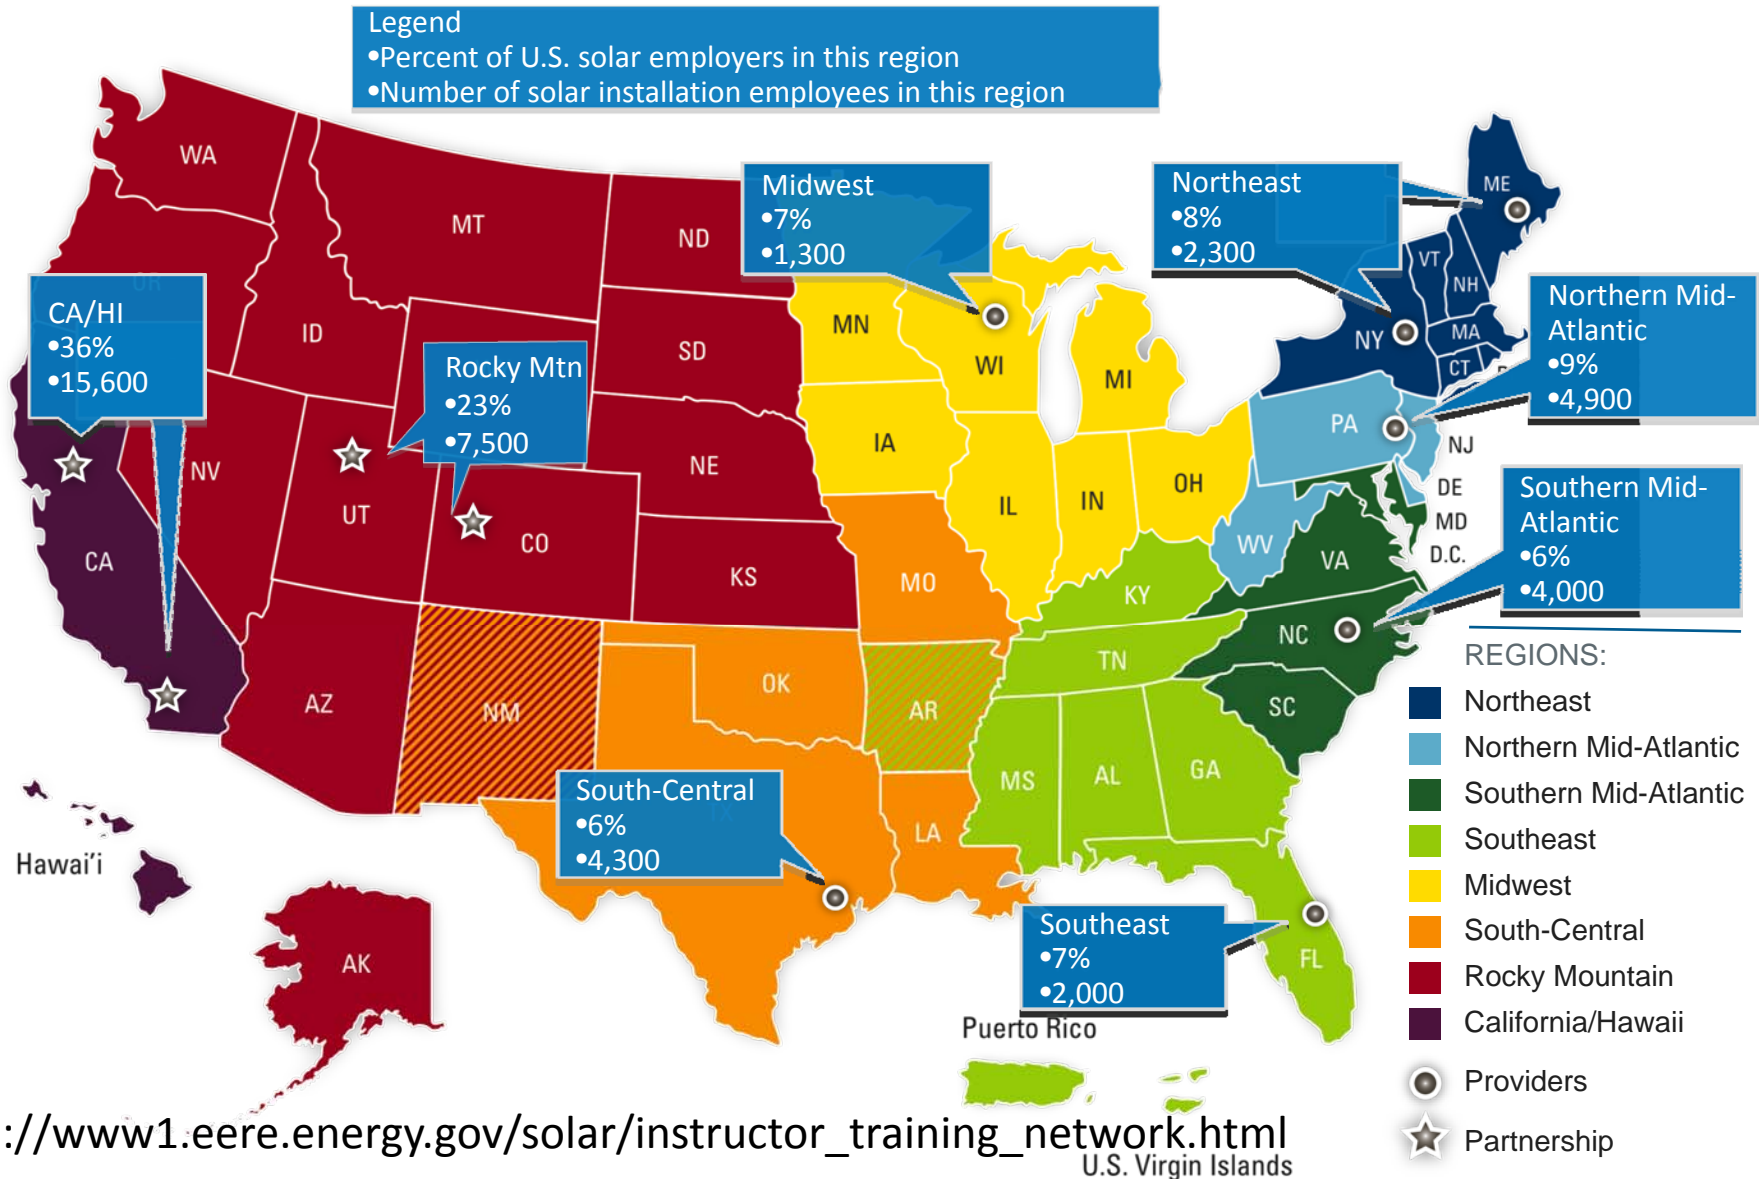 Legend
•Percent of U.S. solar employers in this region
•Number of solar installation employees in this region
WA
MT
ND
OR
ID
SD
NE
NV
UT
CO
KS
CA
AZ
NM
AK
Hawai'i
MN
WI
MI
IA
IL
IN
OH
MO
OK
AR
TX
LA
KY
TN
MS
AL
GA
FL
ME
VT
NH
NY
MA
CT
PA
NJ
DE
MD
D.C.
WV
VA
NC
SC
Puerto Rico
U.S. Virgin Islands
CA/HI
•36%
•15,600
Rocky Mtn
•23%
•7,500
Midwest
•7%
•1,300
Northeast
•8%
•2,300
Northern Mid-
Atlantic
•9%
•4,900
Southern Mid-
Atlantic
•6%
•4,000
South-Central
•6%
•4,300
Southeast
•7%
•2,000
REGIONS:
Northeast
Northern Mid-Atlantic
Southern Mid-Atlantic
Southeast
Midwest
South-Central
Rocky Mountain
California/Hawaii
Providers
Partnership
://www1.eere.energy.gov/solar/instructor_training_network.html